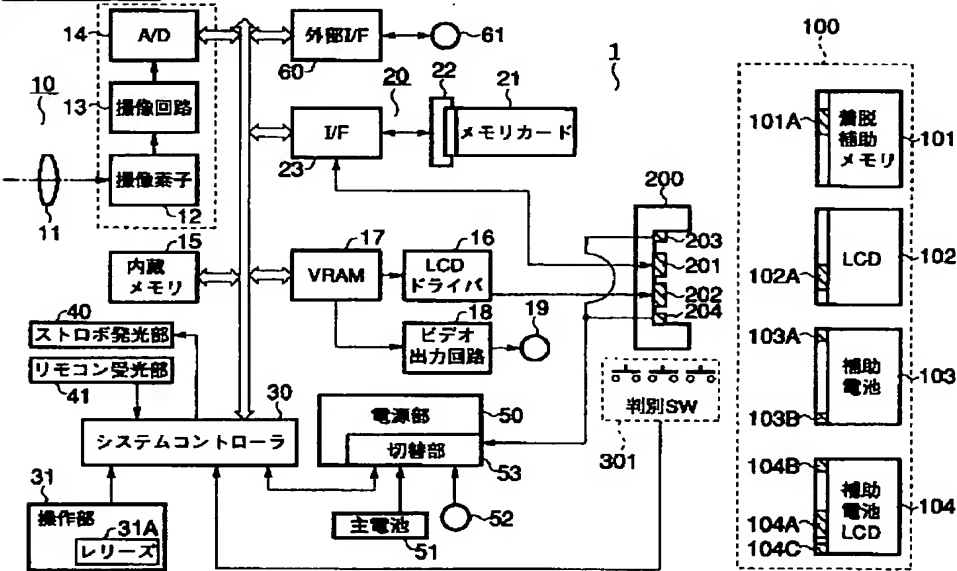 14
A/D
外部I/F
60
61
1
100
10
13
撮像回路
20
22
21
I/F
23
メモリカード
101A
着脱
補助
メモリ
101
撮像素子
11
12
200
203
201
202
204
15
内蔵
メモリ
17
VRAM
16
LCD
ドライバ
102A
LCD
102
18
ビデオ
出力回路
19
40
ストロボ発光部
リモコン受光部
41
30
システムコントローラ
電源部
50
切替部
53
判別SW
301
103A
補助
電池
103
103B
31
操作部
31A
レリーズ
主電池
51
52
104B
補助
電池
LCD
104
104A
104C